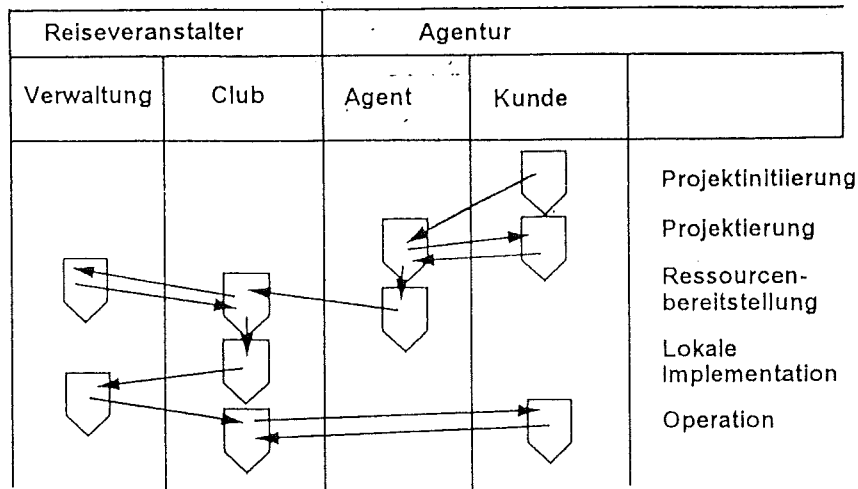 Reiseveranstalter Agentur
Verwaltung Club Agent Kunde
Projektinitiierung
Projektierung
Ressourcen-
bereitstellung
Lokale
Implementation
Operation